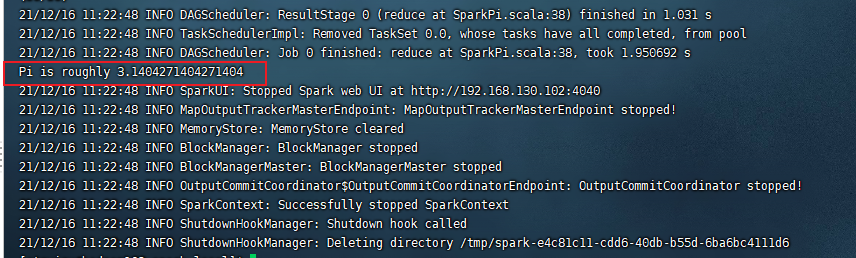 21/12/16 11:22:48 INFO DAGScheduler: ResultStage 0 (reduce at SparkPi.scala:38) finished in 1.031 s
21/12/16 11:22:48 INFO TaskSchedulerImpl: Removed TaskSet 0.0, whose tasks have all completed, from pool
21/12/16 11:22:48 INFO DAGScheduler: Job 0 finished: reduce at SparkPi.scala:38, took 1.950692 s
Pi is roughly 3.1404271404271404
21/12/16 11:22:48 INFO SparkUI: Stopped Spark web UI at http://192.168.130.102:4040
21/12/16 11:22:48 INFO MapOutputTrackerMasterEndpoint: MapOutputTrackerMasterEndpoint stopped!
21/12/16 11:22:48 INFO MemoryStore: MemoryStore cleared
21/12/16 11:22:48 INFO BlockManager: BlockManager stopped
21/12/16 11:22:48 INFO BlockManagerMaster: BlockManagerMaster stopped
21/12/16 11:22:48 INFO OutputCommitCoordinator$OutputCommitCoordinatorEndpoint: OutputCommitCoordinator stopped!
21/12/16 11:22:48 INFO SparkContext: Successfully stopped SparkContext
21/12/16 11:22:48 INFO ShutdownHookManager: Shutdown hook called
21/12/16 11:22:48 INFO ShutdownHookManager: Deleting directory /tmp/spark-e4c81c11-cdd6-40db-b55d-6ba6bc4111d6